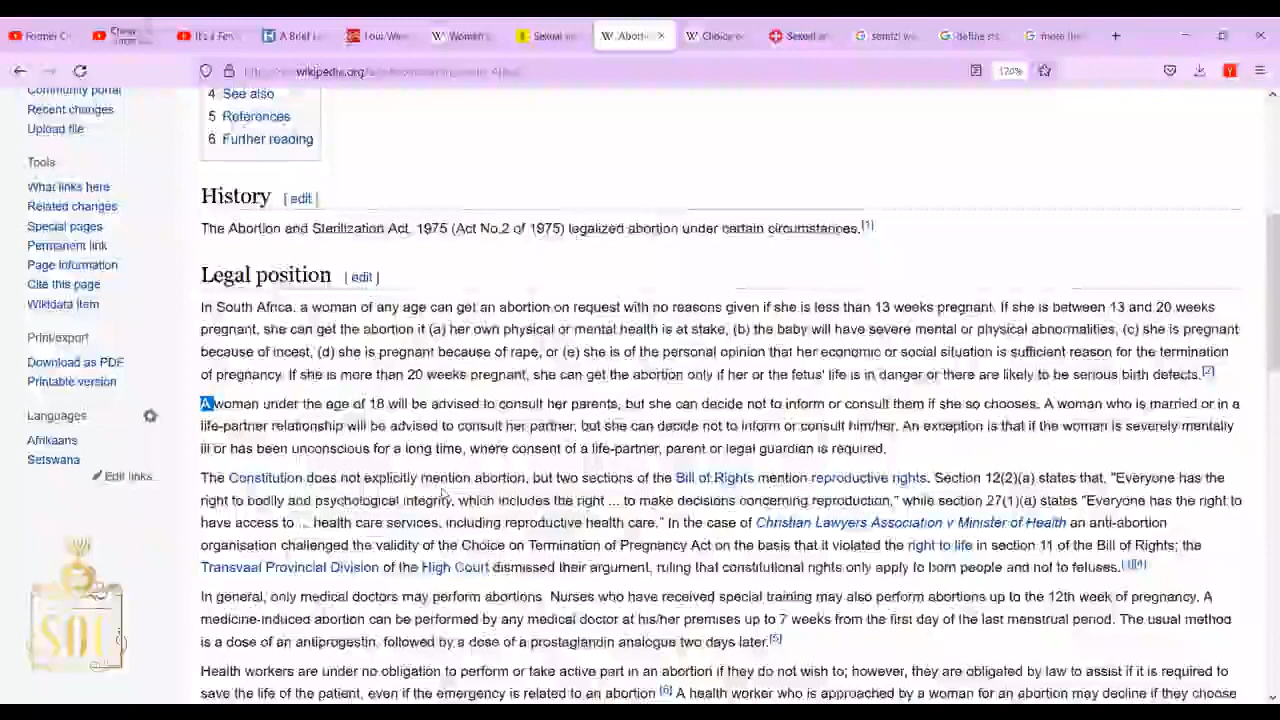 Former C
Chew
It's a Fem
A Brief L
Women's
Sexual
Aborti
Choice o
Sexual an
define st
more the
wikipedia.org
120%
Community portal
Recent changes
Upload file
Tools
What links here
Related changes
Special pages
Permanent link
Page information
Cite this page
Wikidata item
Print/export
Download as PDF
Printable version
Languages
Afrikaans
Setswana
Edit links
4 See also
5 References
6 Further reading
History [ edit ]
The Abortion and Sterilization Act, 1975 (Act No.2 of 1975) legalized abortion under certain circumstances.[1]
Legal position [ edit ]
In South Africa, a woman of any age can get an abortion on request with no reasons given if she is less than 13 weeks pregnant. If she is between 13 and 20 weeks
pregnant, she can get the abortion if (a) her own physical or mental health is at stake, (b) the baby will have severe mental or physical abnormalities, (c) she is pregnant
because of incest, (d) she is pregnant because of rape, or (e) she is of the personal opinion that her economic or social situation is sufficient reason for the termination
of pregnancy. If she is more than 20 weeks pregnant, she can get the abortion only if her or the fetus' life is in danger or there are likely to be serious birth defects.[2]
A woman under the age of 18 will be advised to consult her parents, but she can decide not to inform or consult them if she so chooses. A woman who is married or in a
life-partner relationship will be advised to consult her partner, but she can decide not to inform or consult him/her. An exception is that if the woman is severely mentally
ill or has been unconscious for a long time, where consent of a life-partner, parent or legal guardian is required.
The Constitution does not explicitly mention abortion, but two sections of the Bill of Rights mention reproductive rights. Section 12(2)(a) states that, "Everyone has the
right to bodily and psychological integrity, which includes the right ... to make decisions concerning reproduction," while section 27(1)(a) states "Everyone has the right to
have access to ... health care services, including reproductive health care." In the case of Christian Lawyers Association v Minister of Health an anti-abortion
organisation challenged the validity of the Choice on Termination of Pregnancy Act on the basis that it violated the right to life in section 11 of the Bill of Rights; the
Transvaal Provincial Division of the High Court dismissed their argument, ruling that constitutional rights only apply to born people and not to fetuses.[3][4]
In general, only medical doctors may perform abortions. Nurses who have received special training may also perform abortions up to the 12th week of pregnancy. A
medicine-induced abortion can be performed by any medical doctor at his/her premises up to 7 weeks from the first day of the last menstrual period. The usual method
is a dose of an antiprogestin, followed by a dose of a prostaglandin analogue two days later.[5]
Health workers are under no obligation to perform or take active part in an abortion if they do not wish to; however, they are obligated by law to assist if it is required to
save the life of the patient, even if the emergency is related to an abortion.[6] A health worker who is approached by a woman for an abortion may decline if they choose